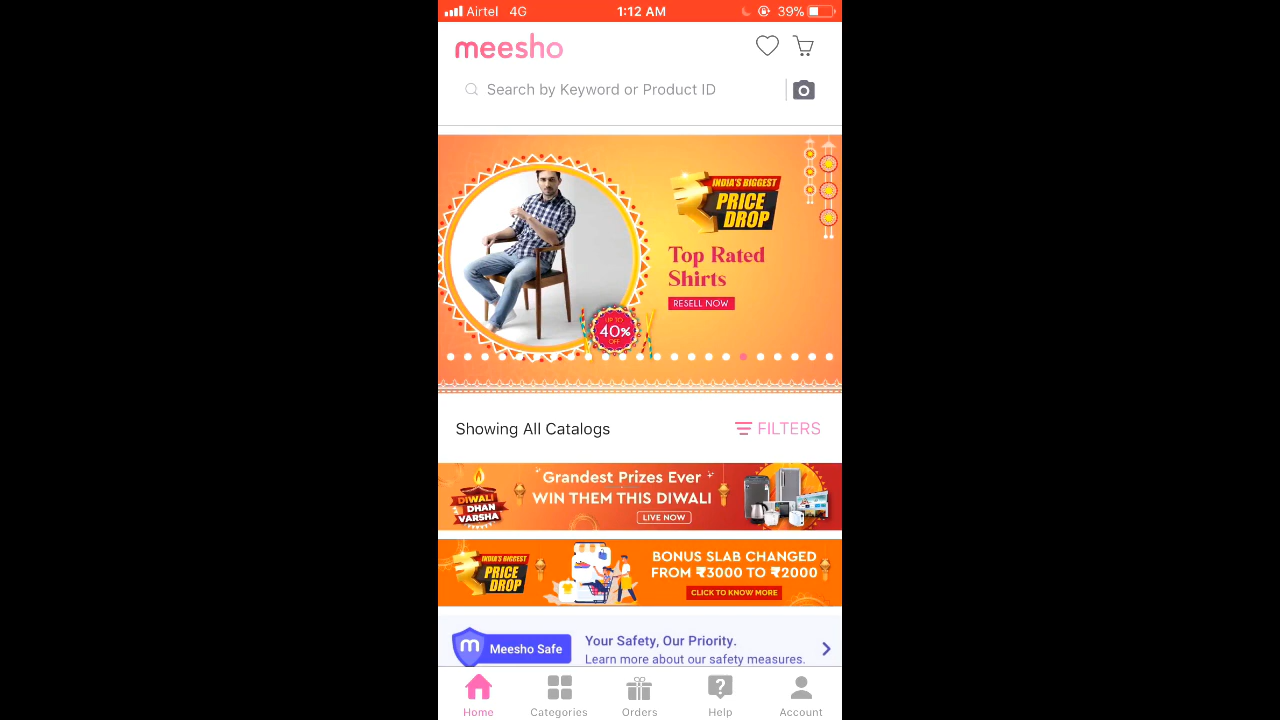 Airtel 4G 1:12 AM 39%
meesho
Search by Keyword or Product ID
INDIA'S BIGGEST
PRICE
DROP
Top Rated
Shirts
RESELL NOW
UP TO
40%
OFF
Showing All Catalogs
FILTERS
DIWALI
DHAN
VARSHA
Grandest Prizes Ever
WIN THEM THIS DIWALI
LIVE NOW
INDIA'S BIGGEST
PRICE
DROP
BONUS SLAB CHANGED
FROM ₹3000 TO ₹2000
CLICK TO KNOW MORE
m
Meesho Safe
Your Safety, Our Priority.
Learn more about our safety measures.
Home Categories Orders Help Account